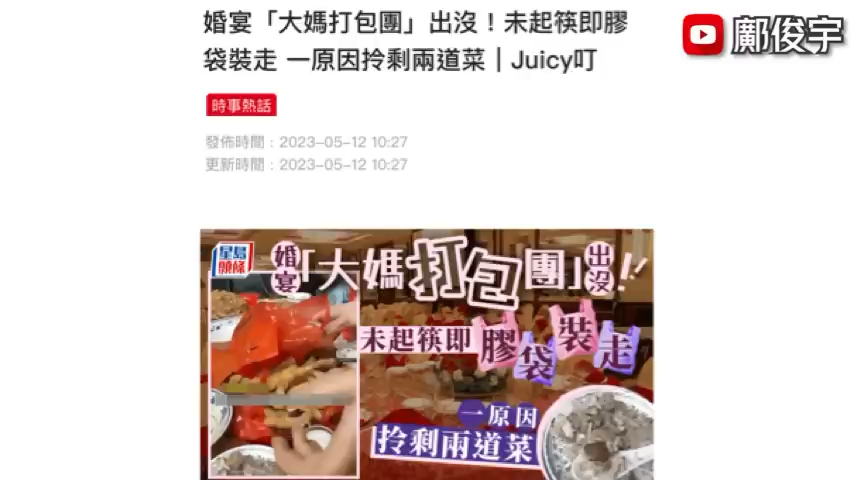 婚宴「大媽打包團」出沒！未起筷即膠
袋裝走 一原因拎剩兩道菜｜Juicy叮
鄺俊宇
時事熱話
發佈時間：2023-05-12 10:27
更新時間：2023-05-12 10:27
星島
頭條
婚宴「大媽打包團」出沒!!
未起筷即膠袋裝走
一原因
拎剩兩道菜